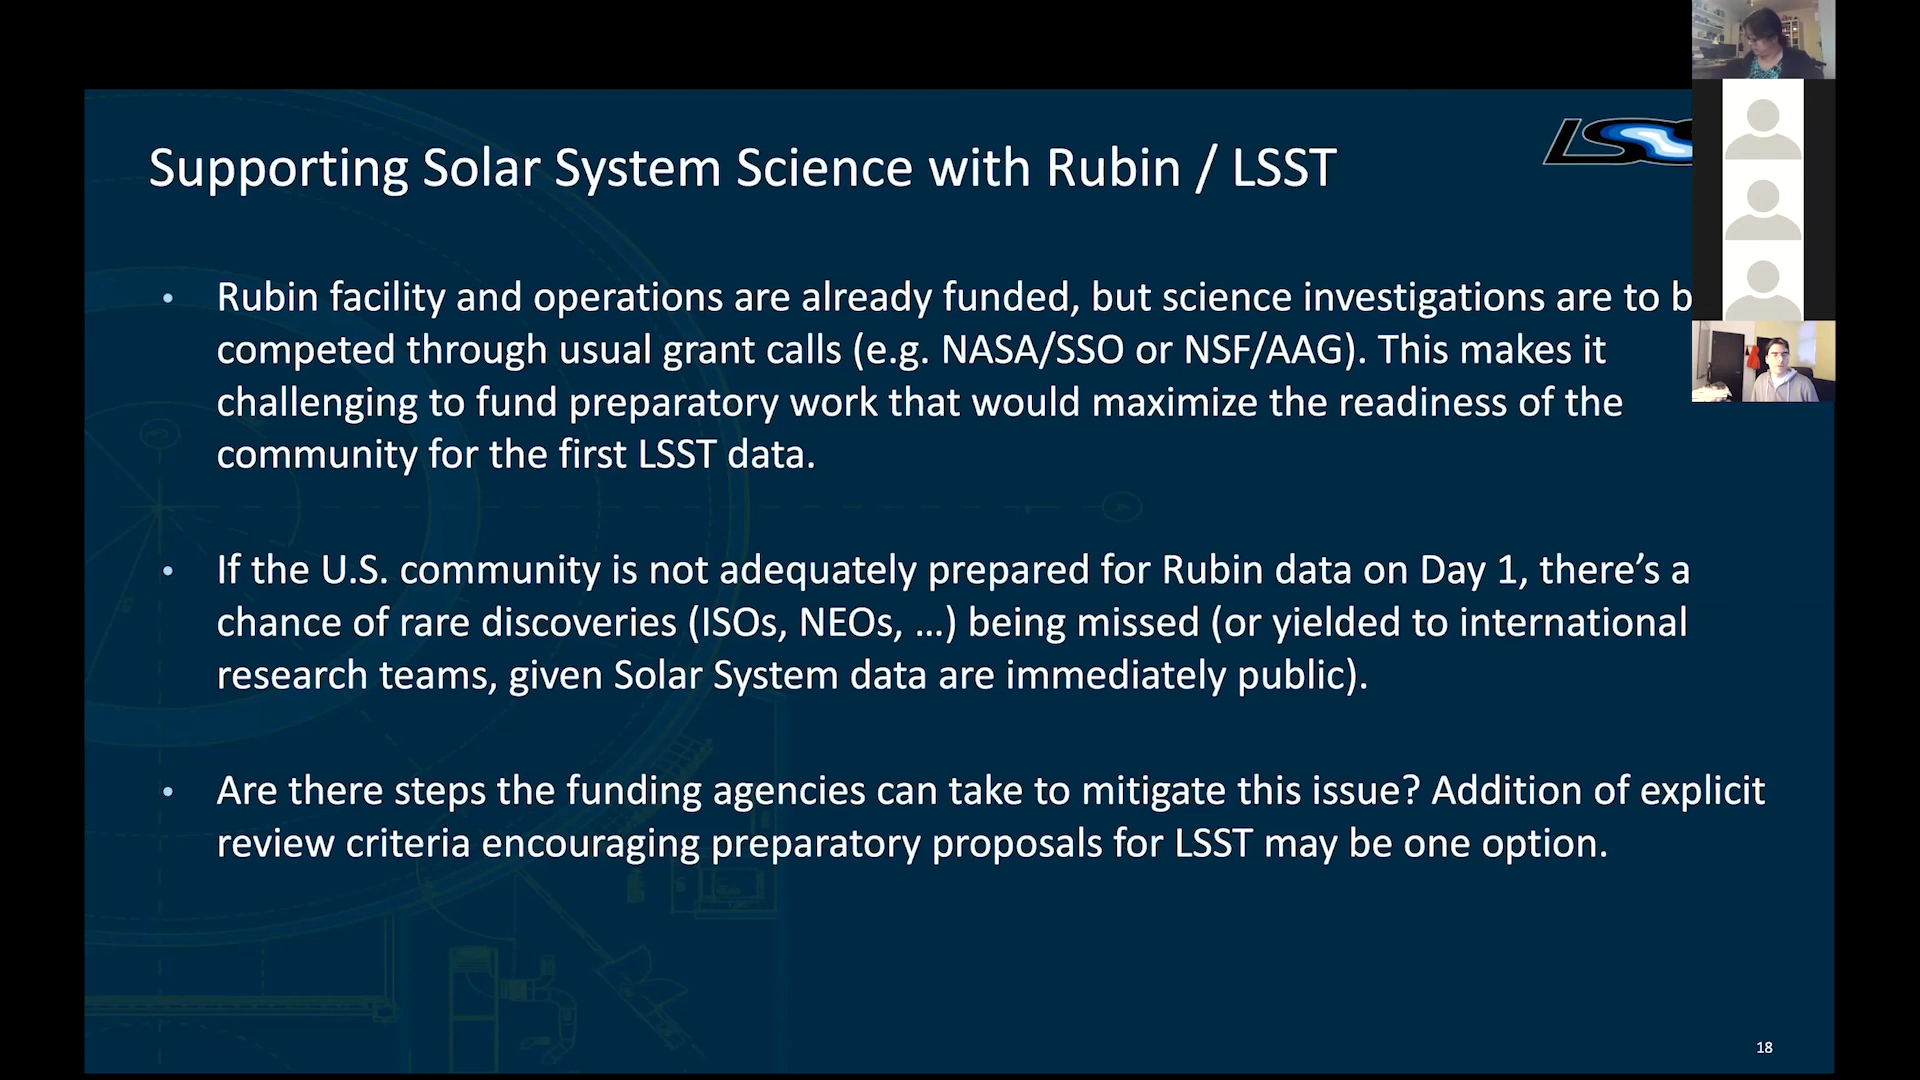 Supporting Solar System Science with Rubin / LSST
• Rubin facility and operations are already funded, but science investigations are to b
competed through usual grant calls (e.g. NASA/SSO or NSF/AAG). This makes it
challenging to fund preparatory work that would maximize the readiness of the
community for the first LSST data.
• If the U.S. community is not adequately prepared for Rubin data on Day 1, there’s a
chance of rare discoveries (ISOs, NEOs, …) being missed (or yielded to international
research teams, given Solar System data are immediately public).
• Are there steps the funding agencies can take to mitigate this issue? Addition of explicit
review criteria encouraging preparatory proposals for LSST may be one option.
18